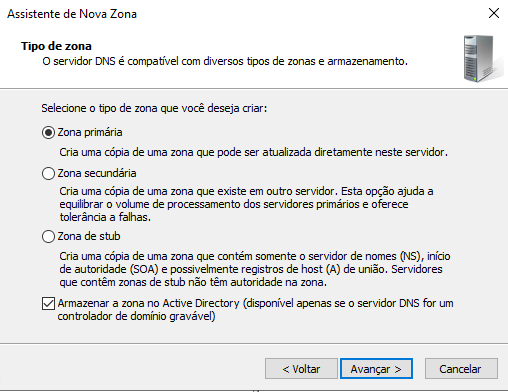 Assistente de Nova Zona
Tipo de zona
O servidor DNS é compatível com diversos tipos de zonas e armazenamento.
Selecione o tipo de zona que você deseja criar:
Zona primária
Cria uma cópia de uma zona que pode ser atualizada diretamente neste servidor.
Zona secundária
Cria uma cópia de uma zona que existe em outro servidor. Esta opção ajuda a
equilibrar o volume de processamento dos servidores primários e oferece
tolerância a falhas.
Zona de stub
Cria uma cópia de uma zona que contém somente o servidor de nomes (NS), início
de autoridade (SOA) e possivelmente registros de host (A) de união. Servidores
que contêm zonas de stub não têm autoridade na zona.
Armazenar a zona no Active Directory (disponível apenas se o servidor DNS for um
controlador de domínio gravável)
< Voltar
Avançar >
Cancelar